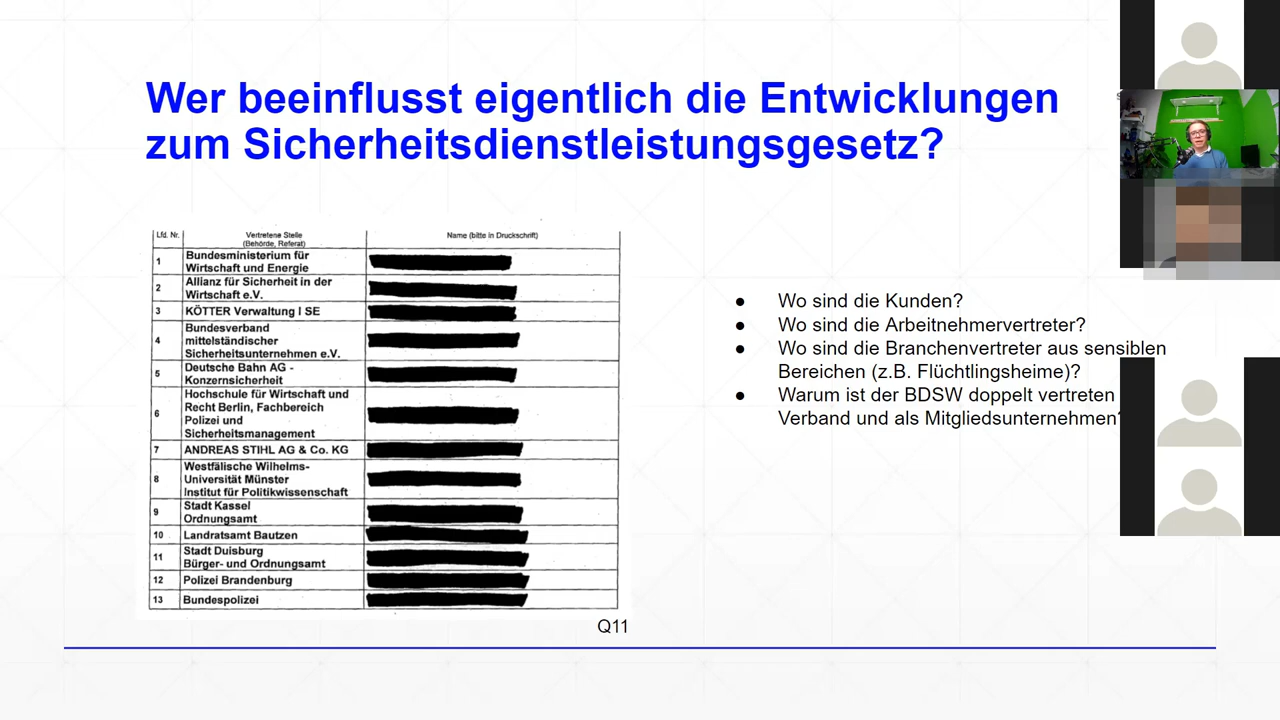 Wer beeinflusst eigentlich die Entwicklungen
zum Sicherheitsdienstleistungsgesetz?
Lfd. Nr.
Vertretene Stelle
(Behörde, Referat)
Name (bitte in Druckschrift)
1
Bundesministerium für
Wirtschaft und Energie
2
Allianz für Sicherheit in der
Wirtschaft e.V.
3
KÖTTER Verwaltung I SE
4
Bundesverband
mittelständischer
Sicherheitsunternehmen e.V.
5
Deutsche Bahn AG -
Konzernsicherheit
6
Hochschule für Wirtschaft und
Recht Berlin, Fachbereich
Polizei und
Sicherheitsmanagement
7
ANDREAS STIHL AG & Co. KG
8
Westfälische Wilhelms-
Universität Münster
Institut für Politikwissenschaft
9
Stadt Kassel
Ordnungsamt
10
Landratsamt Bautzen
11
Stadt Duisburg
Bürger- und Ordnungsamt
12
Polizei Brandenburg
13
Bundespolizei
Q11
● Wo sind die Kunden?
● Wo sind die Arbeitnehmervertreter?
● Wo sind die Branchenvertreter aus sensiblen
Bereichen (z.B. Flüchtlingsheime)?
● Warum ist der BDSW doppelt vertreten
Verband und als Mitgliedsunternehmen?